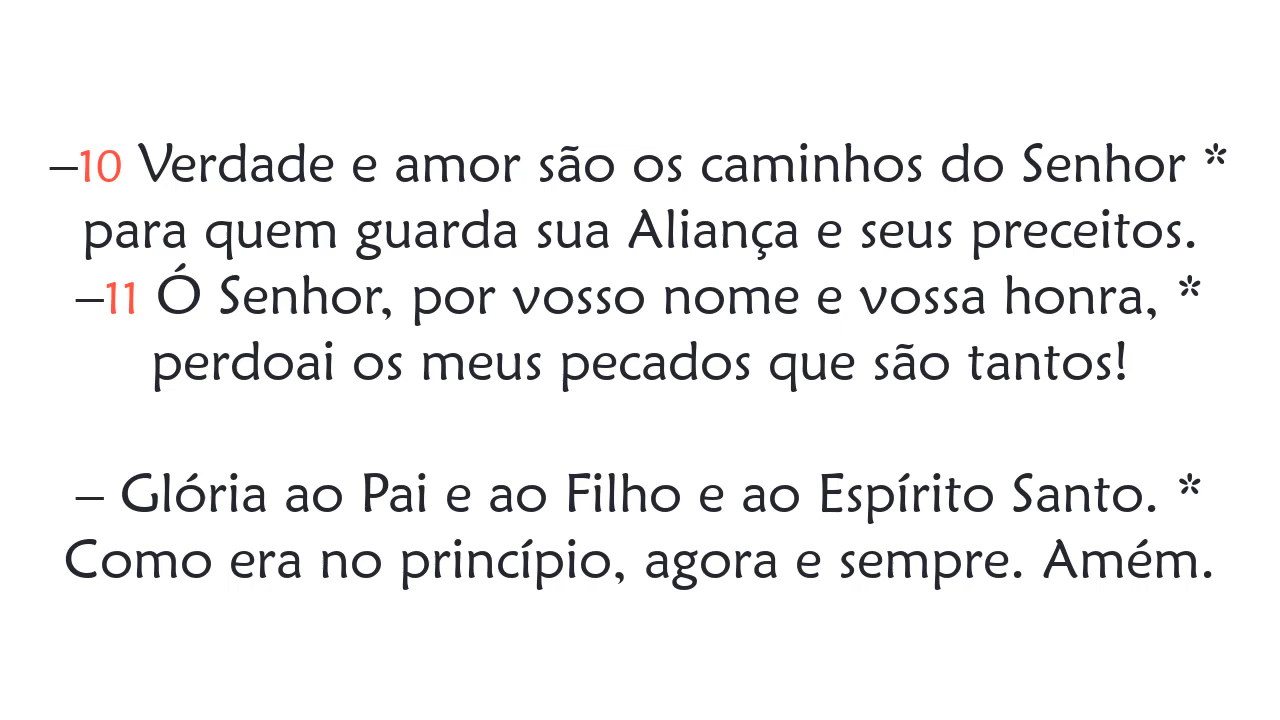 –10 Verdade e amor são os caminhos do Senhor *
para quem guarda sua Aliança e seus preceitos.
–11 Ó Senhor, por vosso nome e vossa honra, *
perdoai os meus pecados que são tantos!
– Glória ao Pai e ao Filho e ao Espírito Santo. *
Como era no princípio, agora e sempre. Amém.